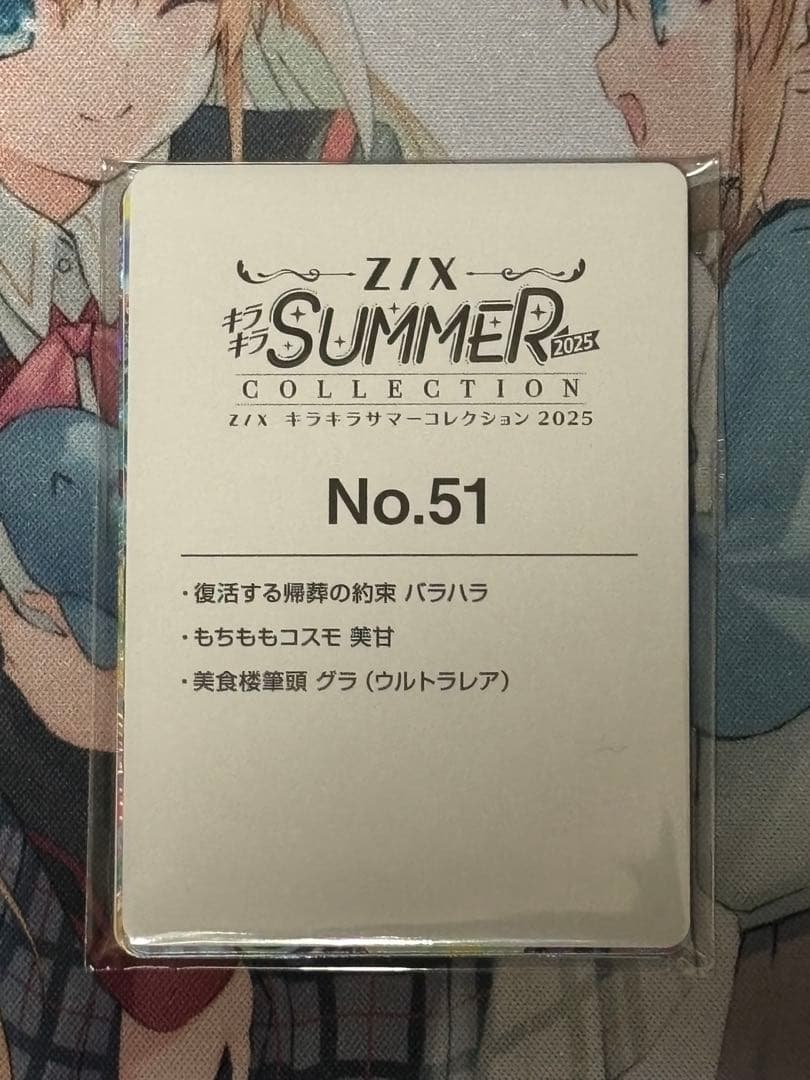 Z/X
キラキラ SUMMER 2025
COLLECTION
Z/X キラキラサマーコレクション 2025
No.51
・復活する帰葬の約束 バラハラ
・もちももコスモ 美甘
・美食楼筆頭 グラ（ウルトラレア）